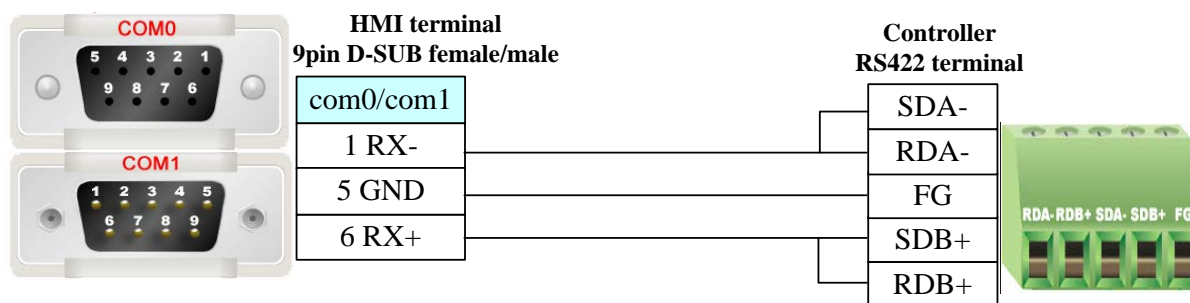 COM0
5 4 3 2 1
9 8 7 6
COM1
1 2 3 4 5
6 7 8 9
HMI terminal
9pin D-SUB female/male
com0/com1
1 RX-
5 GND
6 RX+
Controller
RS422 terminal
SDA-
RDA-
FG
SDB+
RDB+
RDA- RDB+ SDA- SDB+ FG